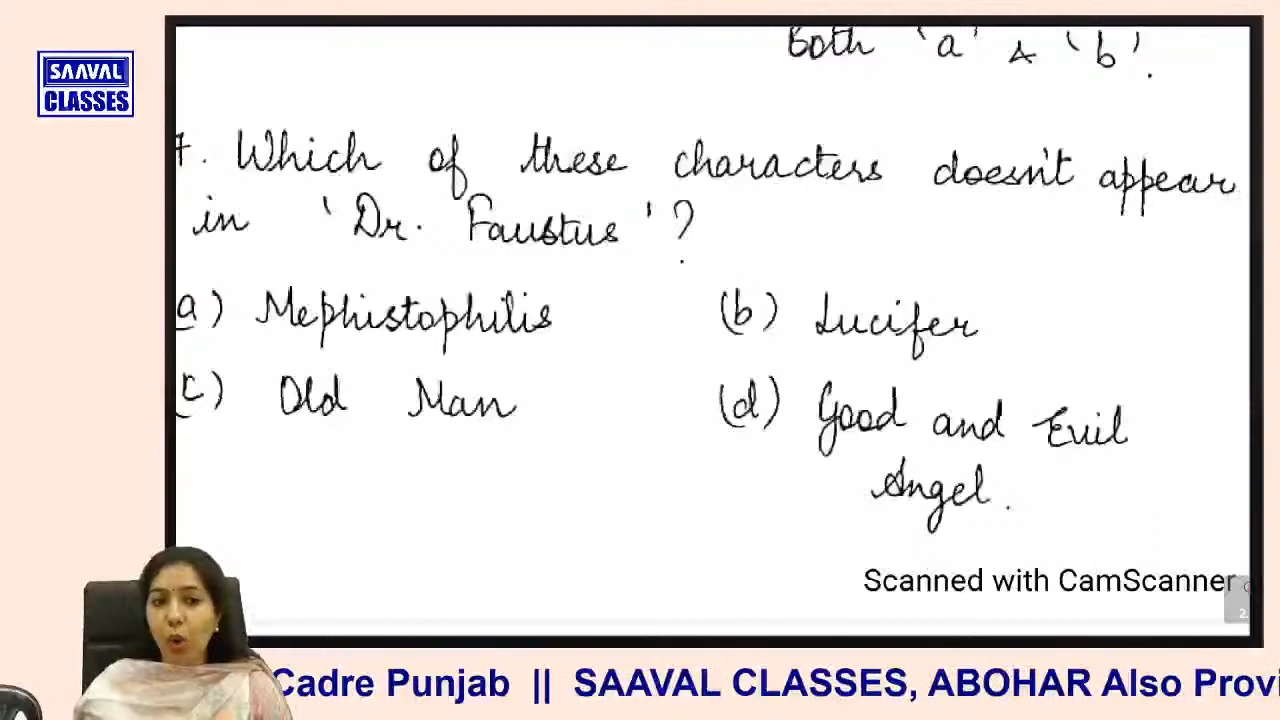 SAAVAL
CLASSES
Both 'a' & 'b'.
7. Which of these characters doesn't appear
in 'Dr. Faustus'?
(a) Mephistophilis (b) Lucifer
(c) Old Man (d) Good and Evil
Angel.
Scanned with CamScanner
Cadre Punjab || SAAVAL CLASSES, ABOHAR Also Provi